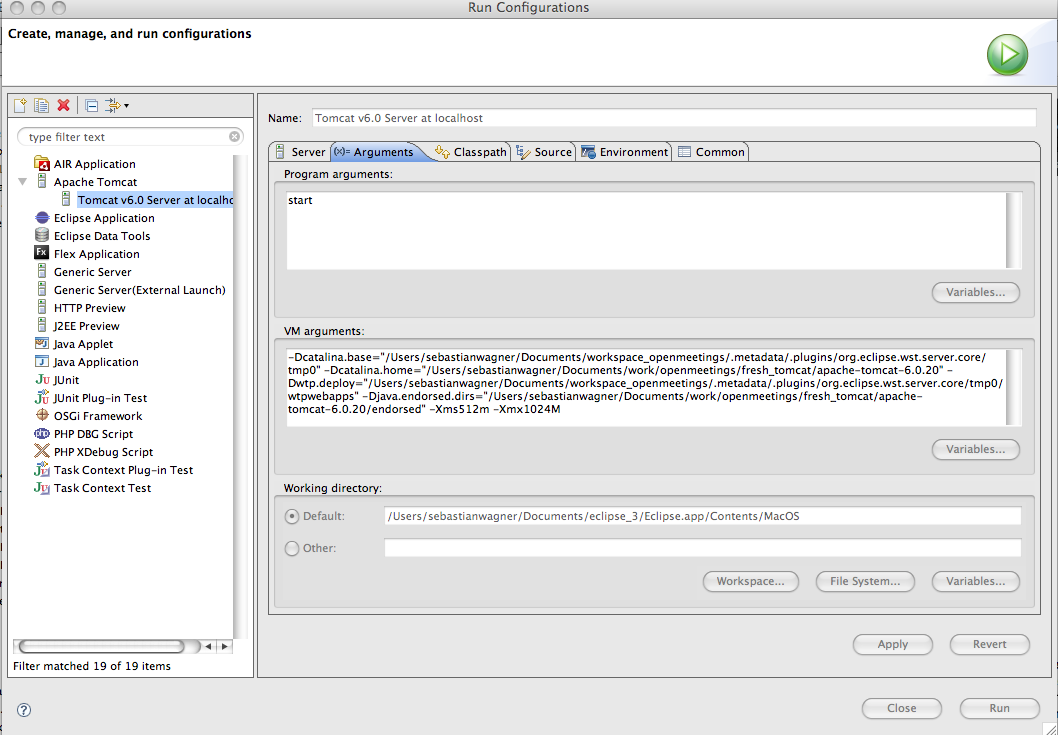 Run Configurations
Create, manage, and run configurations
type filter text
AIR Application
Apache Tomcat
Tomcat v6.0 Server at localho
Eclipse Application
Eclipse Data Tools
Fx Flex Application
Generic Server
Generic Server(External Launch)
HTTP Preview
J2EE Preview
Java Applet
Java Application
Ju JUnit
JUnit Plug-in Test
OSGi Framework
PHP DBG Script
PHP XDebug Script
Task Context Plug-in Test
Task Context Test
Filter matched 19 of 19 items
Name: Tomcat v6.0 Server at localhost
Server (x)= Arguments Classpath Source Environment Common
Program arguments:
start
Variables...
VM arguments:
-Dcatalina.base="/Users/sebastianwagner/Documents/workspace_openmeetings/.metadata/.plugins/org.eclipse.wst.server.core/
tmp0" -Dcatalina.home="/Users/sebastianwagner/Documents/work/openmeetings/fresh_tomcat/apache-tomcat-6.0.20" -
Dwtp.deploy="/Users/sebastianwagner/Documents/workspace_openmeetings/.metadata/.plugins/org.eclipse.wst.server.core/tmp0/
wtpwebapps" -Djava.endorsed.dirs="/Users/sebastianwagner/Documents/work/openmeetings/fresh_tomcat/apache-
tomcat-6.0.20/endorsed" -Xms512m -Xmx1024M
Variables...
Working directory:
Default: /Users/sebastianwagner/Documents/eclipse_3/Eclipse.app/Contents/MacOS
Other:
Workspace... File System... Variables...
Apply Revert
? Close Run